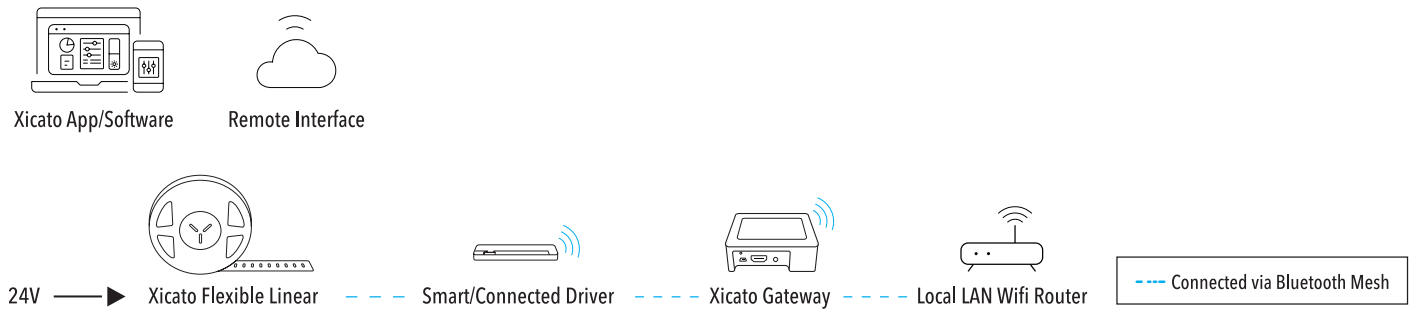 Xicato App/Software
Remote Interface
24V
Xicato Flexible Linear
Smart/Connected Driver
Xicato Gateway
Local LAN Wifi Router
Connected via Bluetooth Mesh